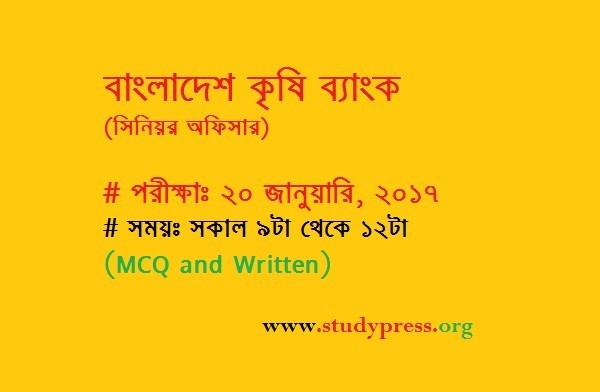 বাংলাদেশ কৃষি ব্যাংক
(সিনিয়র অফিসার)
# পরীক্ষাঃ ২০ জানুয়ারি, ২০১৭
# সময়ঃ সকাল ৯টা থেকে ১২টা
(MCQ and Written)
www.studypress.org